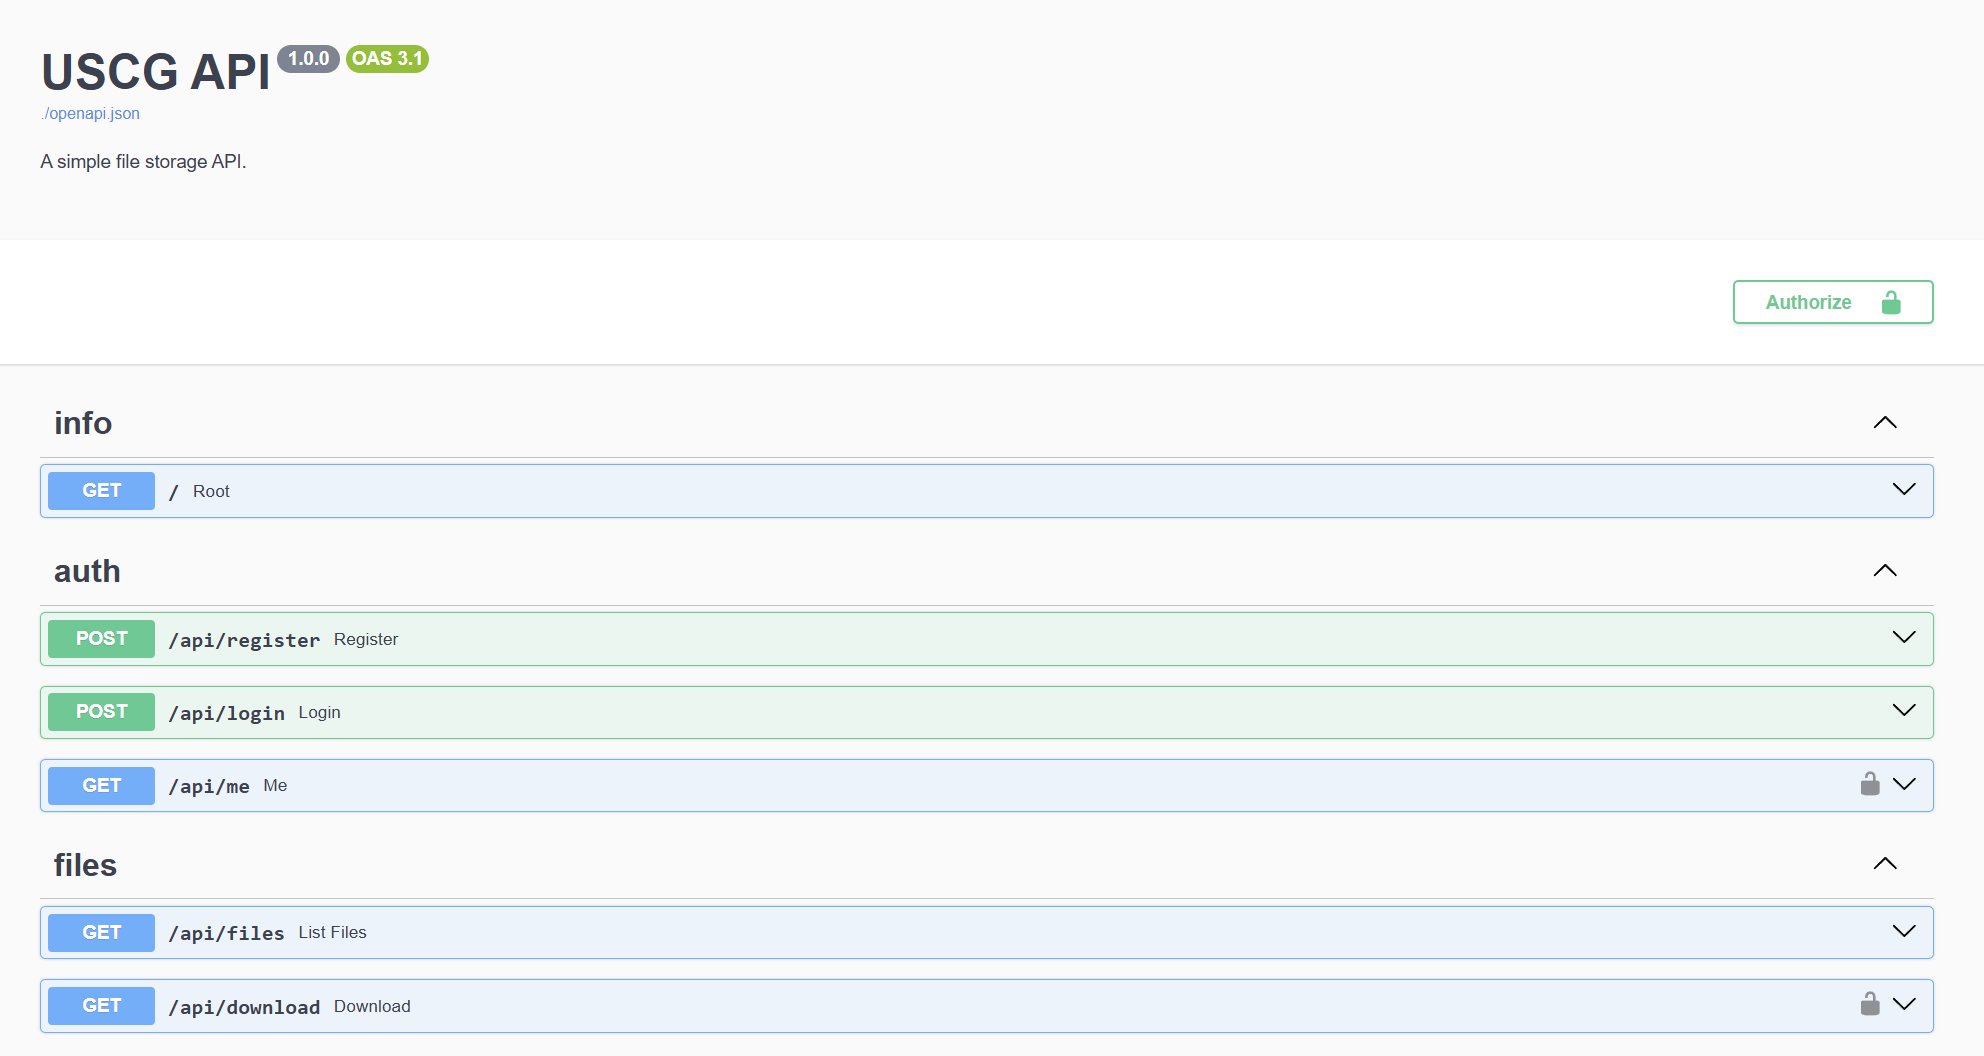 USCG API 1.0.0 OAS 3.1
./openapi.json
A simple file storage API.
Authorize
info
GET / Root
auth
POST /api/register Register
POST /api/login Login
GET /api/me Me
files
GET /api/files List Files
GET /api/download Download